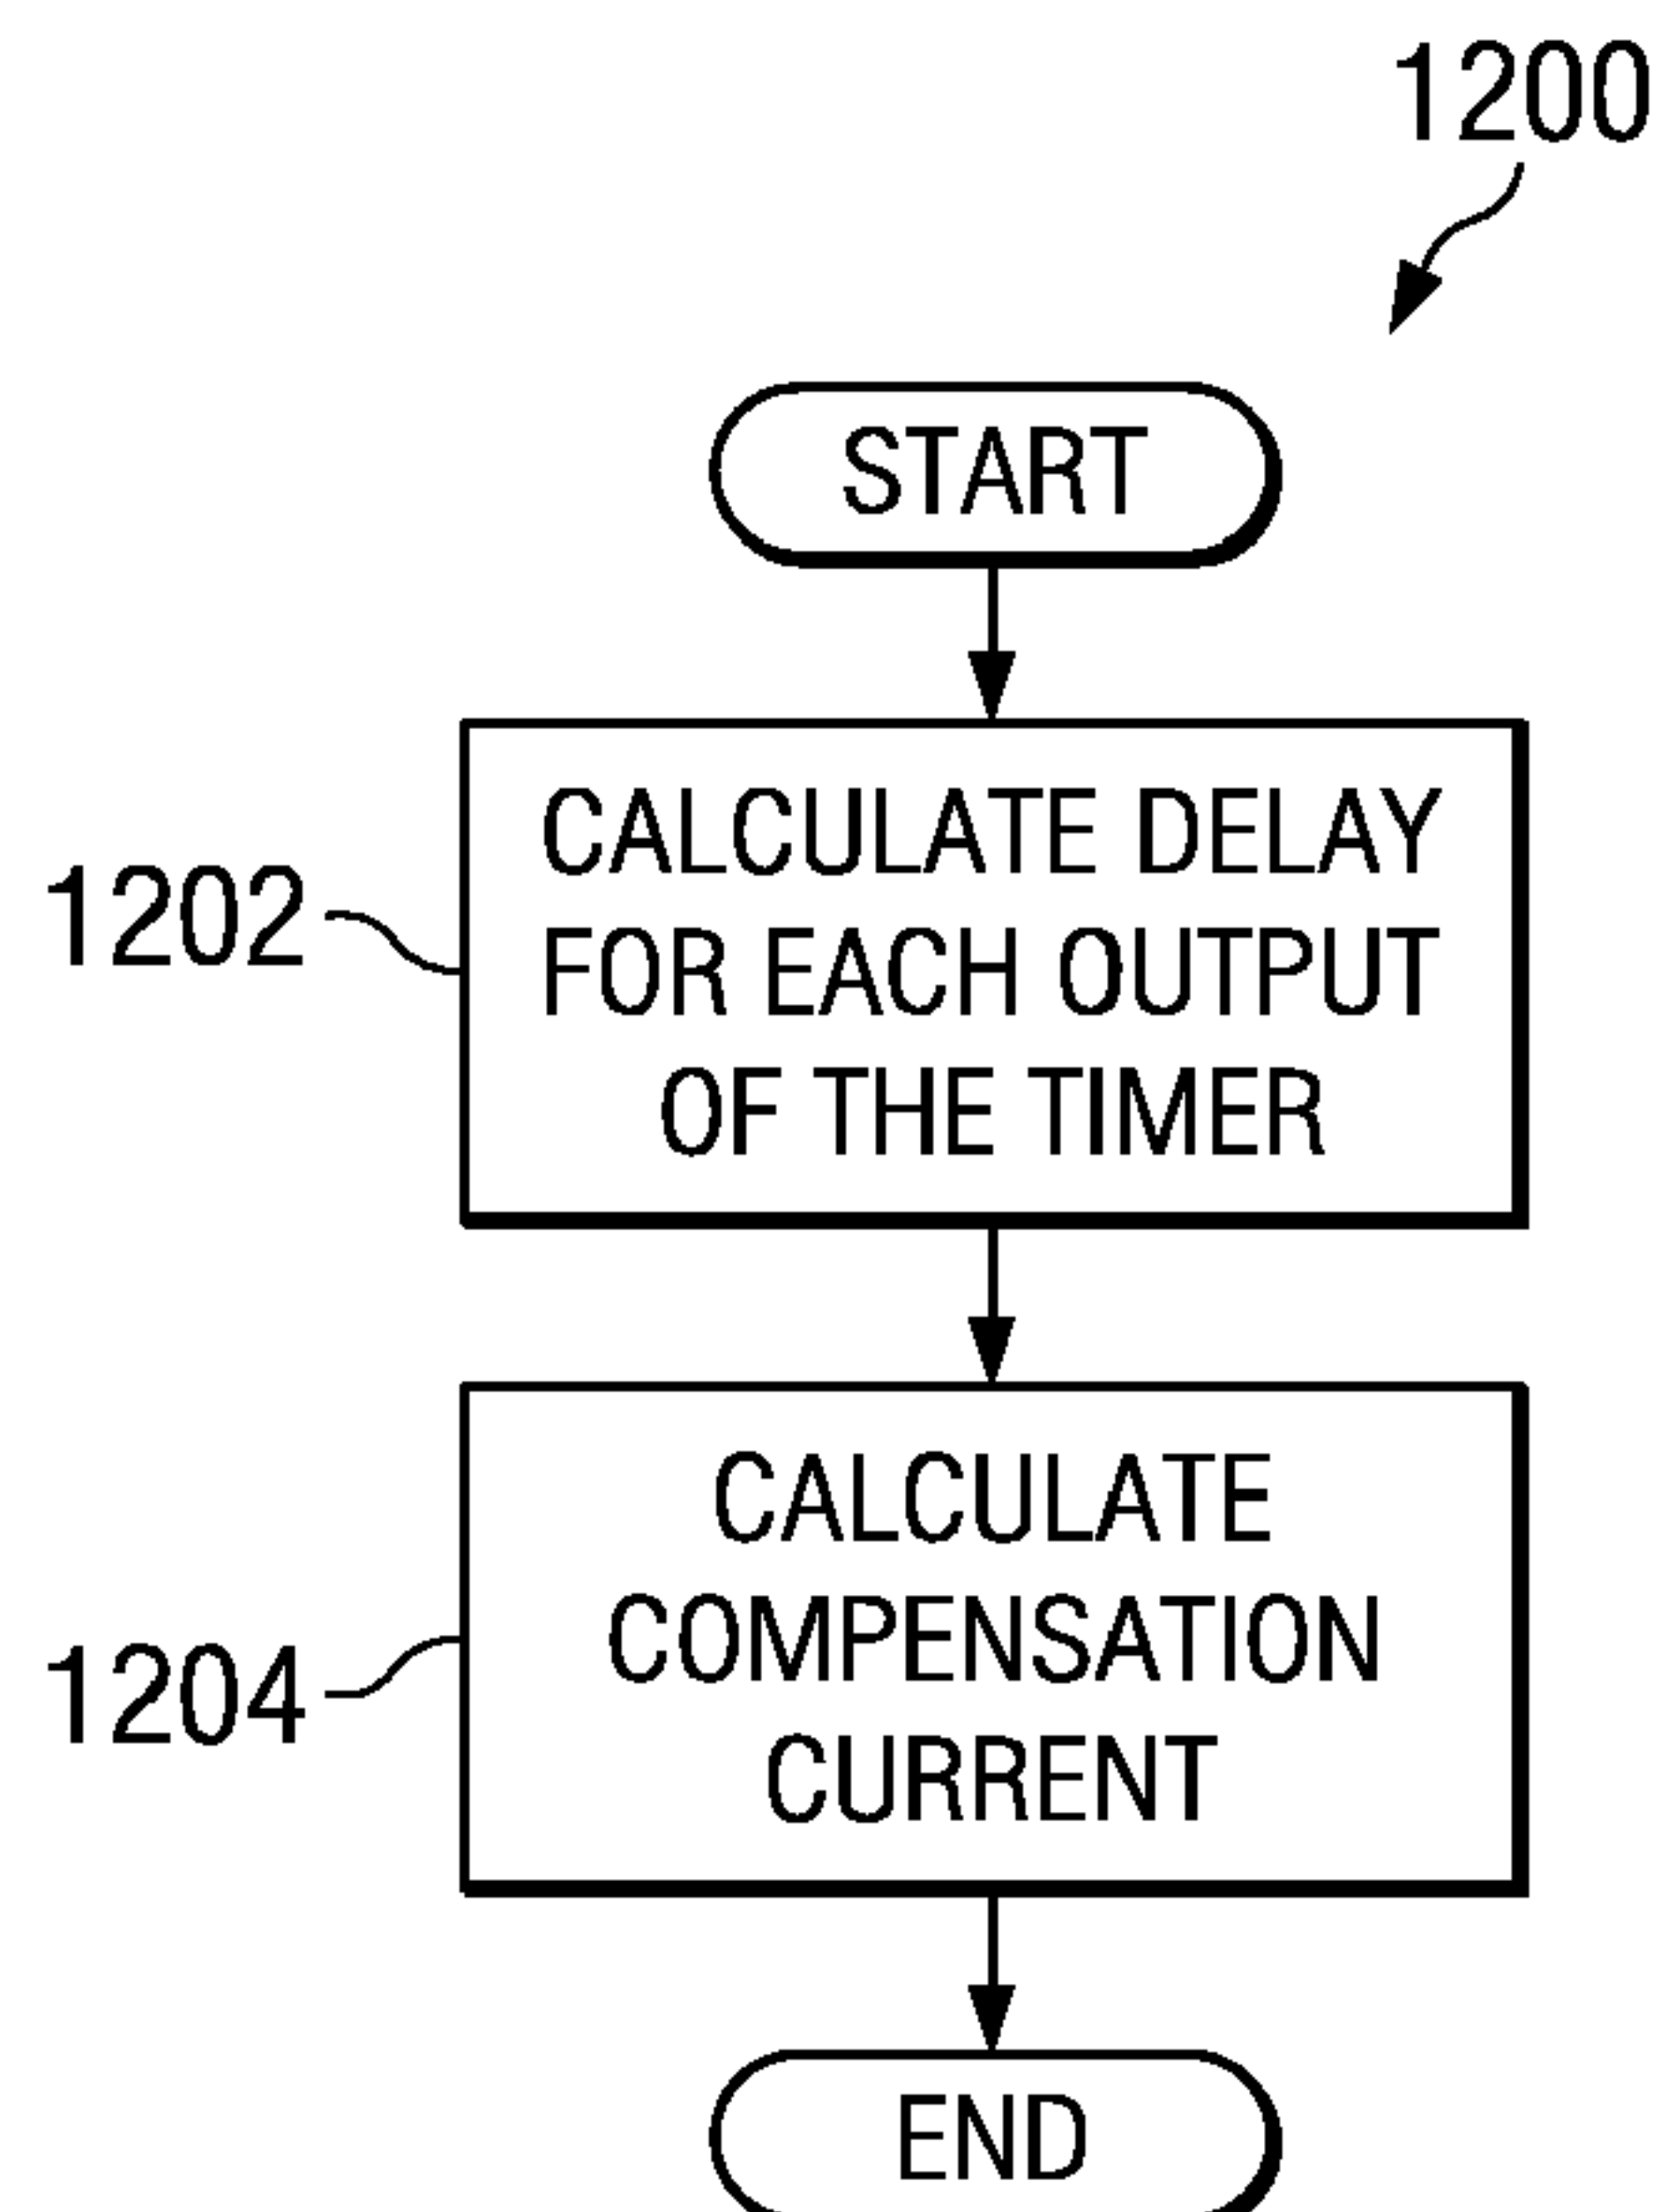 1200
START
1202
CALCULATE DELAY
FOR EACH OUTPUT
OF THE TIMER
1204
CALCULATE
COMPENSATION
CURRENT
END